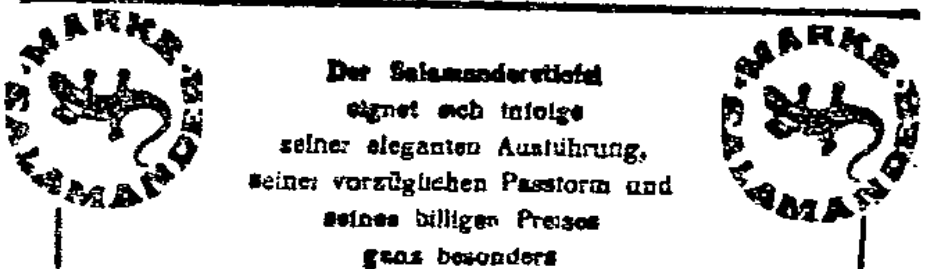 MARKE SALAMANDER
MARKE SALAMANDER
Der Salamanderstiefel
eignet sich infolge
seiner eleganten Ausführung,
seiner vorzüglichen Passform und
seines billigen Preises
ganz besonders